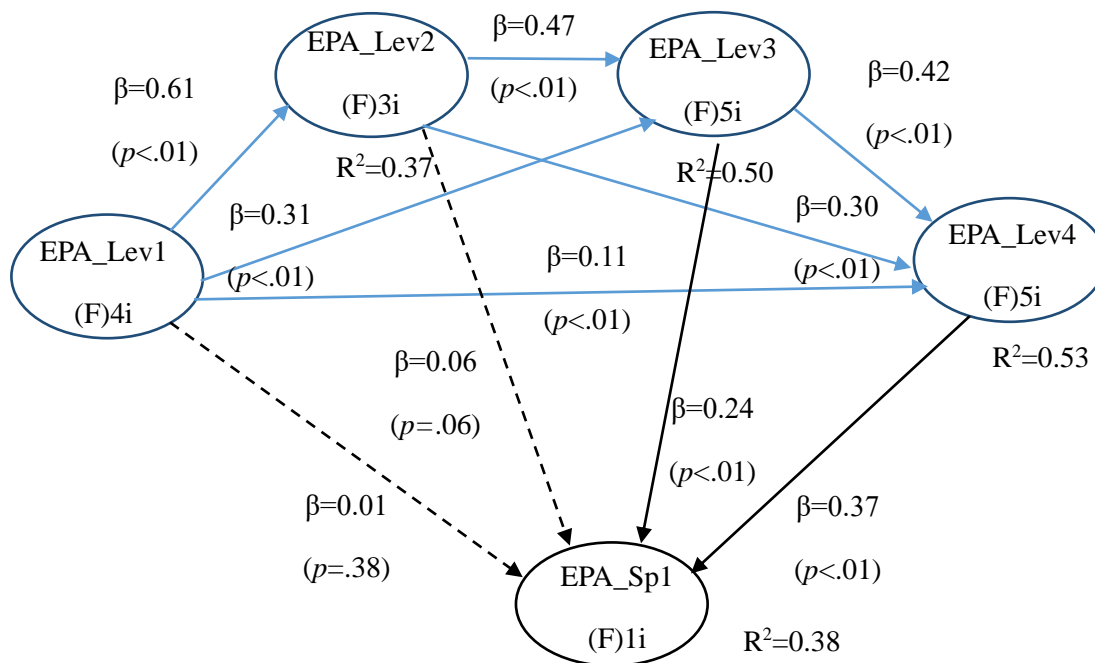 EPA_Lev2
(F)3i
β=0.47
(p<.01)
EPA_Lev3
(F)5i
β=0.61
(p<.01)
β=0.42
(p<.01)
R²=0.37
R²=0.50
β=0.31
(p<.01)
β=0.30
(p<.01)
EPA_Lev1
(F)4i
β=0.11
(p<.01)
EPA_Lev4
(F)5i
R²=0.53
β=0.06
(p=.06)
β=0.24
(p<.01)
β=0.01
(p=.38)
β=0.37
(p<.01)
EPA_Sp1
(F)1i
R²=0.38